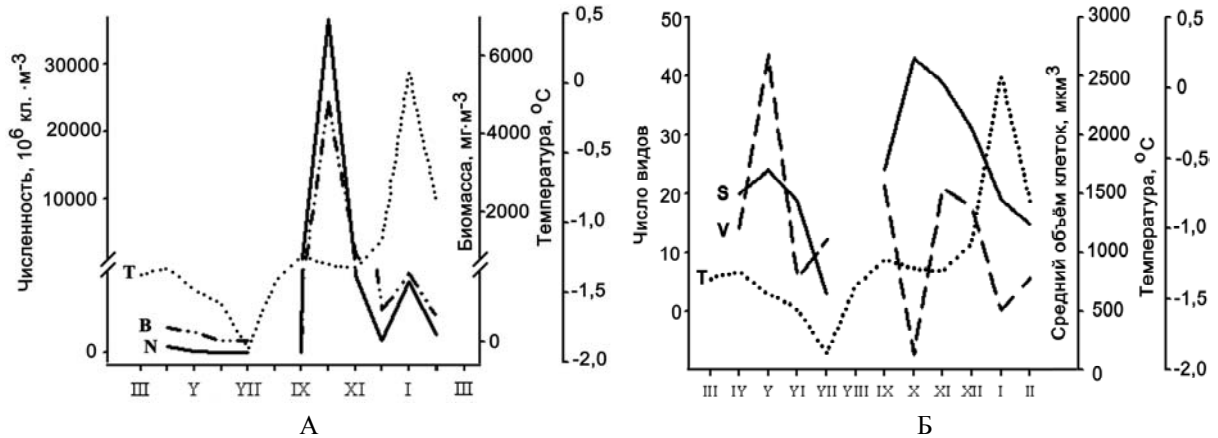 Численность, 10⁶ кл. ·м⁻³
30000
20000
10000
0
T
B
N
Биомасса, мг·м⁻³
6000
4000
2000
0
Температура, °С
0,5
0
-0,5
-1,0
-1,5
-2,0
III Y YII IX XI I III
А
Число видов
50
40
30
20
10
0
S
V
T
Средний объём клеток, мкм³
3000
2500
2000
1500
1000
500
0
Температура, °С
0,5
0
-0,5
-1,0
-1,5
-2,0
III IY Y YI YII YIII IX X XI XII I II
Б